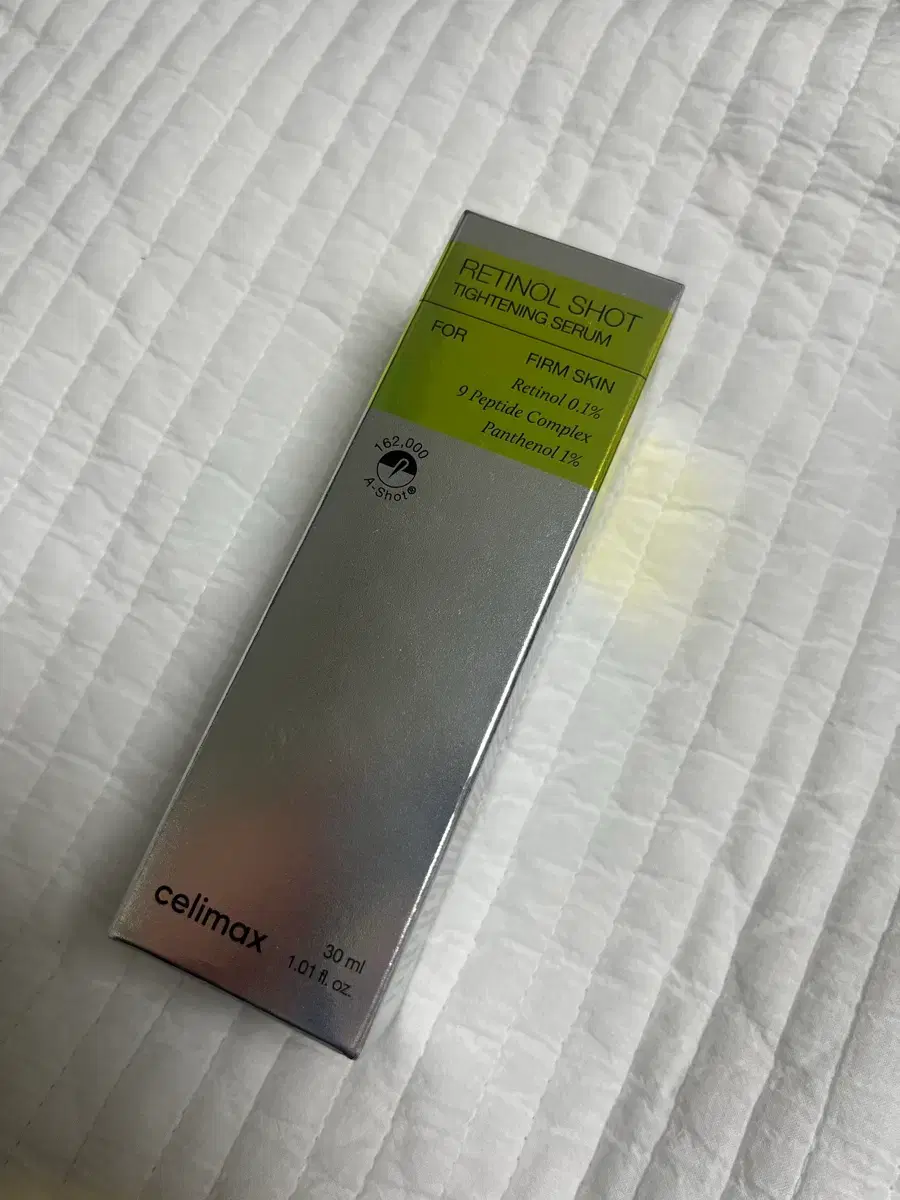 RETINOL SHOT
TIGHTENING SERUM
FOR
FIRM SKIN
Retinol 0.1%
9 Peptide Complex
Panthenol 1%
162,000
A-Shot®
celimax
30 ml
1.01 fl. oz.